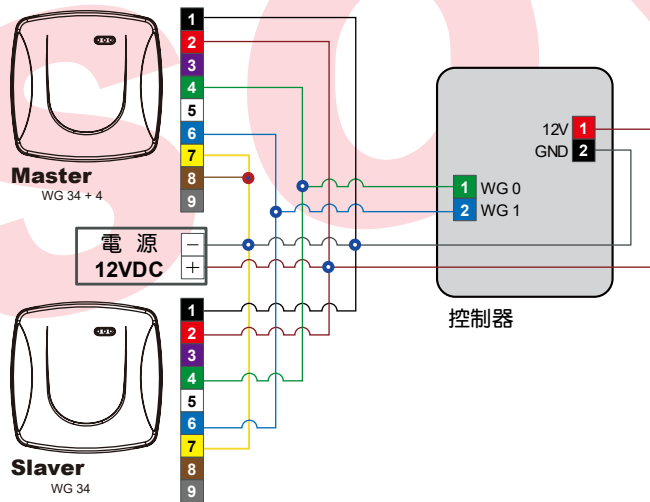 1
2
3
4
5
6
7
8
9
Master
WG 34 + 4
12V 1
GND 2
1 WG 0
2 WG 1
控制器
電 源 −
12VDC +
1
2
3
4
5
6
7
8
9
Slaver
WG 34